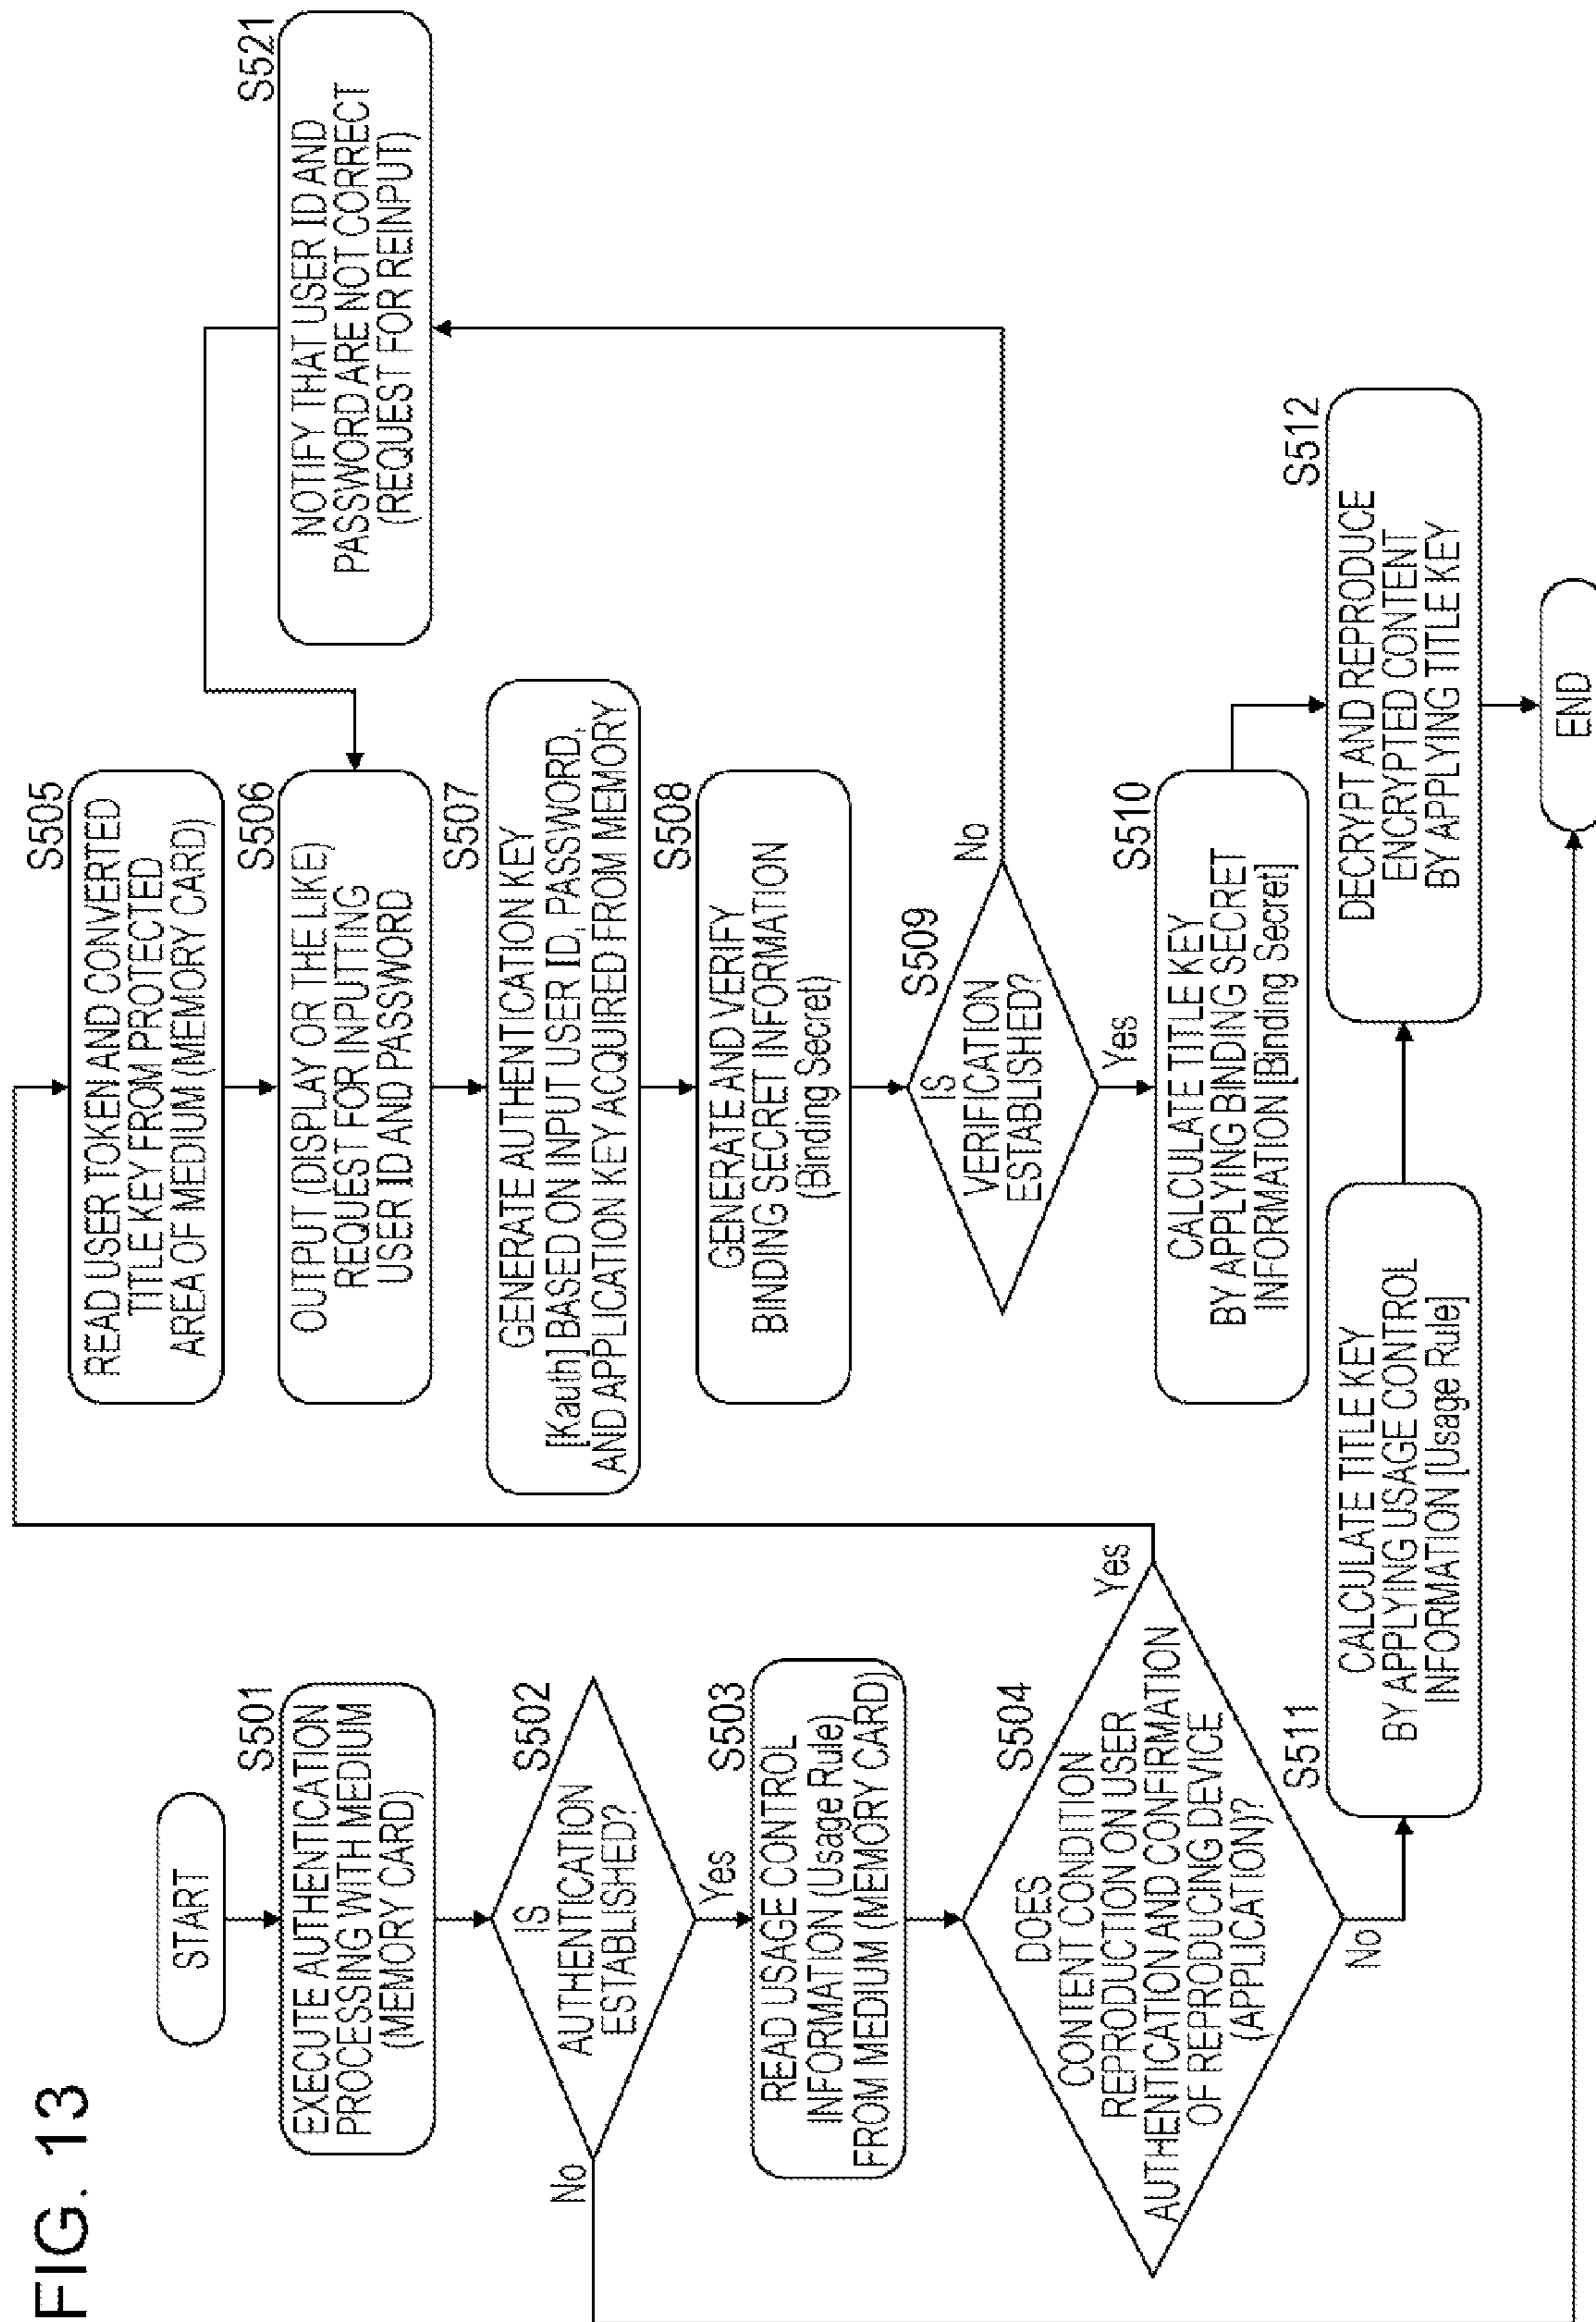 FIG. 13
START
S501
EXECUTE AUTHENTICATION
PROCESSING WITH MEDIUM
(MEMORY CARD)
S502
IS
AUTHENTICATION
ESTABLISHED?
No
Yes
S503
READ USAGE CONTROL
INFORMATION (Usage Rule)
FROM MEDIUM (MEMORY CARD)
S504
DOES
CONTENT CONDITION
REPRODUCTION ON USER
AUTHENTICATION AND CONFIRMATION
OF REPRODUCING DEVICE
(APPLICATION)?
Yes
No
S505
READ USER TOKEN AND CONVERTED
TITLE KEY FROM PROTECTED
AREA OF MEDIUM (MEMORY CARD)
S506
OUTPUT (DISPLAY OR THE LIKE)
REQUEST FOR INPUTTING
USER ID AND PASSWORD
S507
GENERATE AUTHENTICATION KEY
[Kauth] BASED ON INPUT USER ID, PASSWORD,
AND APPLICATION KEY ACQUIRED FROM MEMORY
S508
GENERATE AND VERIFY
BINDING SECRET INFORMATION
(Binding Secret)
S509
IS
VERIFICATION
ESTABLISHED?
No
Yes
S510
CALCULATE TITLE KEY
BY APPLYING BINDING SECRET
INFORMATION [Binding Secret]
S511
CALCULATE TITLE KEY
BY APPLYING USAGE CONTROL
INFORMATION [Usage Rule]
S521
NOTIFY THAT USER ID AND
PASSWORD ARE NOT CORRECT
(REQUEST FOR REINPUT)
S512
DECRYPT AND REPRODUCE
ENCRYPTED CONTENT
BY APPLYING TITLE KEY
END